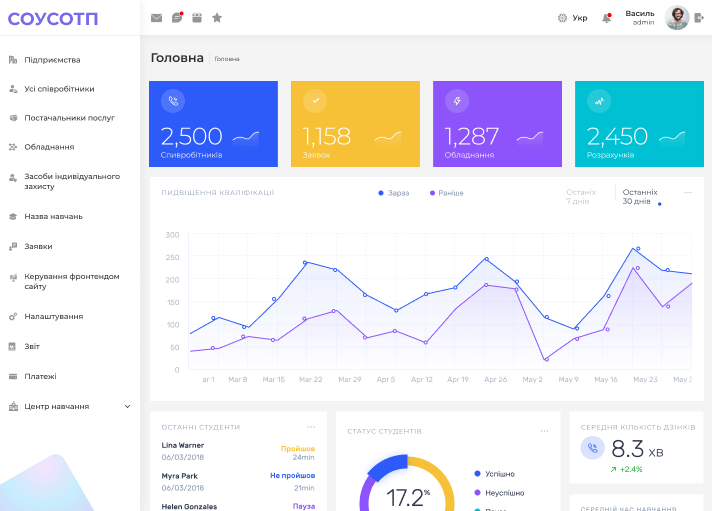 СОУСОТП
Укр
Василь
admin
Підприємства
Усі співробітники
Постачальники послуг
Обладнання
Засоби індивідуального
захисту
Назва навчань
Заявки
Керування фронтендом
сайту
Налаштування
Звіт
Платежі
Центр навчання
Головна
Головна
2,500
Співробітників
1,158
Заявок
1,287
Обладнання
2,450
Розрахунків
ПИДВІЩЕННЯ КВАЛІФІКАЦІЇ
Зараз
Раніше
Останіх
7 днів
Останніх
30 днів
300
250
200
150
100
50
0
ar 1
Mar 8
Mar 15
Mar 22
Mar 29
Apr 5
Apr 12
Apr 19
Apr 26
May 2
May 9
May 16
May 23
May
ОСТАННІ СТУДЕНТИ
Lina Warner
Пройшов
06/03/2018
24min
Myra Park
Не пройшов
06/03/2018
21min
Helen Gonzales
Пауза
СТАТУС СТУДЕНТІВ
17.2%
Успішно
Неуспішно
Пауза
СЕРЕДНЯ КІЛЬКІСТЬ ДЗІНКІВ
8.3 хв
+2.4%
СЕРЕДНІЙ ЧАС НАВЧАННЯ